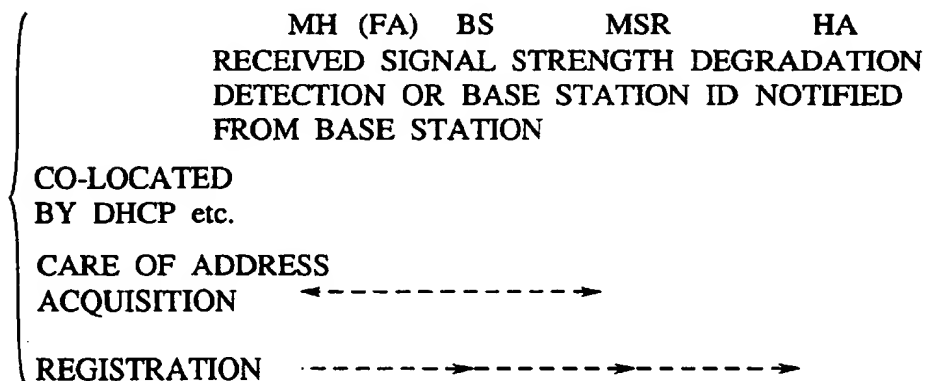 MH (FA) BS MSR HA
RECEIVED SIGNAL STRENGTH DEGRADATION
DETECTION OR BASE STATION ID NOTIFIED
FROM BASE STATION
CO-LOCATED
BY DHCP etc.
CARE OF ADDRESS
ACQUISITION
REGISTRATION